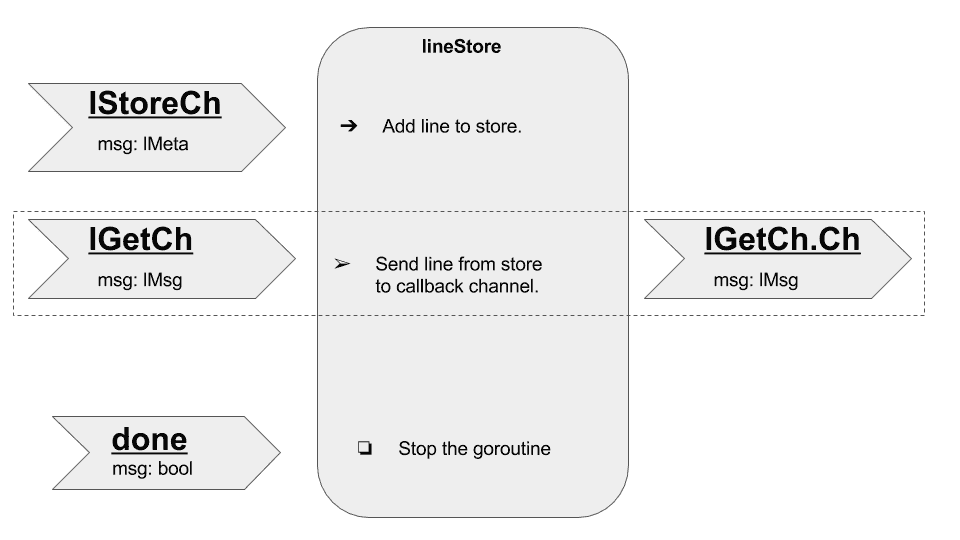 lineStore
lStoreCh
msg: lMeta
➔ Add line to store.
lGetCh
msg: lMsg
➢ Send line from store
to callback channel.
lGetCh.Ch
msg: lMsg
done
msg: bool
❏ Stop the goroutine